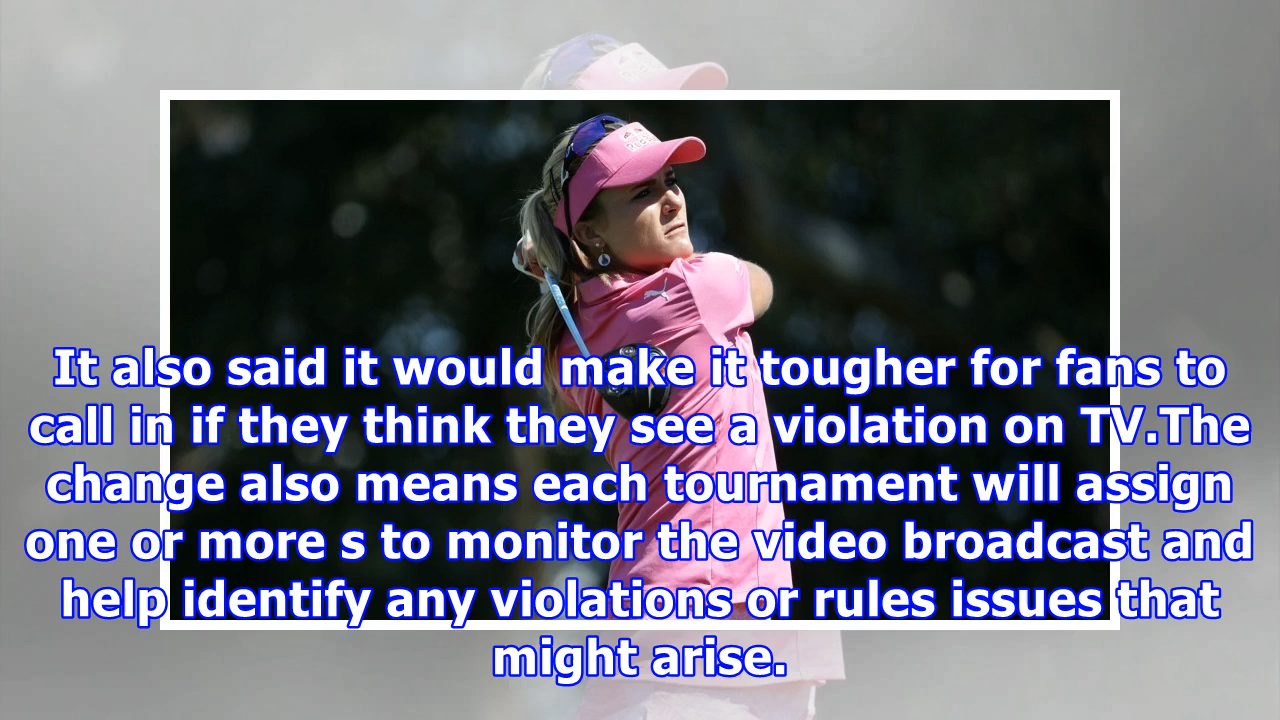 It also said it would make it tougher for fans to
call in if they think they see a violation on TV.The
change also means each tournament will assign
one or more s to monitor the video broadcast and
help identify any violations or rules issues that
might arise.